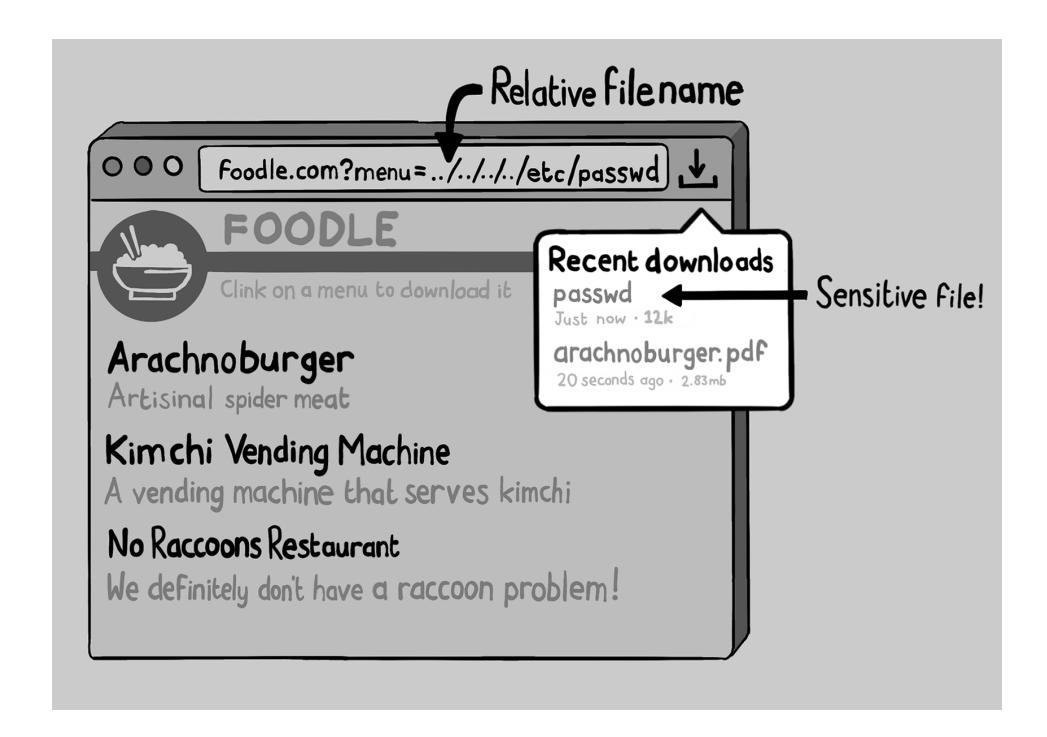 Relative filename
foodle.com?menu=../../../../etc/passwd
FOODLE
Clink on a menu to download it
Recent downloads
passwd
Just now · 12k
arachnoburger.pdf
20 seconds ago · 2.83mb
Sensitive file!
Arachnoburger
Artisinal spider meat
Kimchi Vending Machine
A vending machine that serves kimchi
No Raccoons Restaurant
We definitely don't have a raccoon problem!